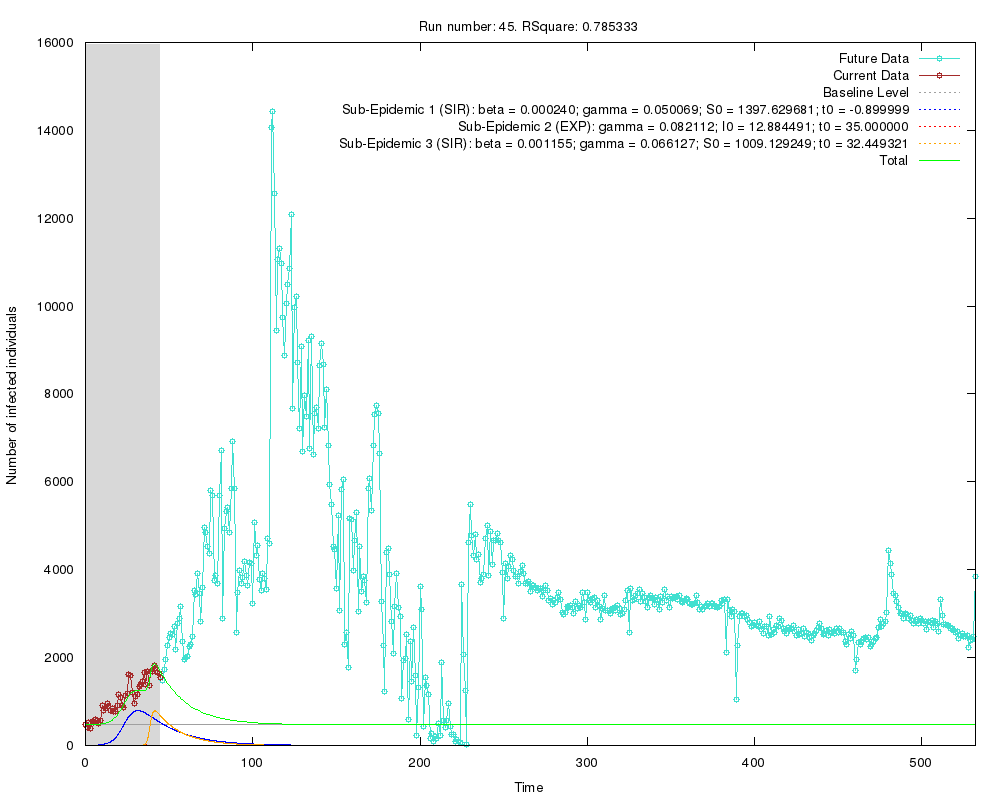 Run number: 45. RSquare: 0.785333
16000
14000
12000
10000
8000
6000
4000
2000
0
Number of infected individuals
Future Data
Current Data
Baseline Level
Sub-Epidemic 1 (SIR): beta = 0.000240; gamma = 0.050069; S0 = 1397.629681; t0 = -0.899999
Sub-Epidemic 2 (EXP): gamma = 0.082112; I0 = 12.884491; t0 = 35.000000
Sub-Epidemic 3 (SIR): beta = 0.001155; gamma = 0.066127; S0 = 1009.129249; t0 = 32.449321
Total
0 100 200 300 400 500
Time